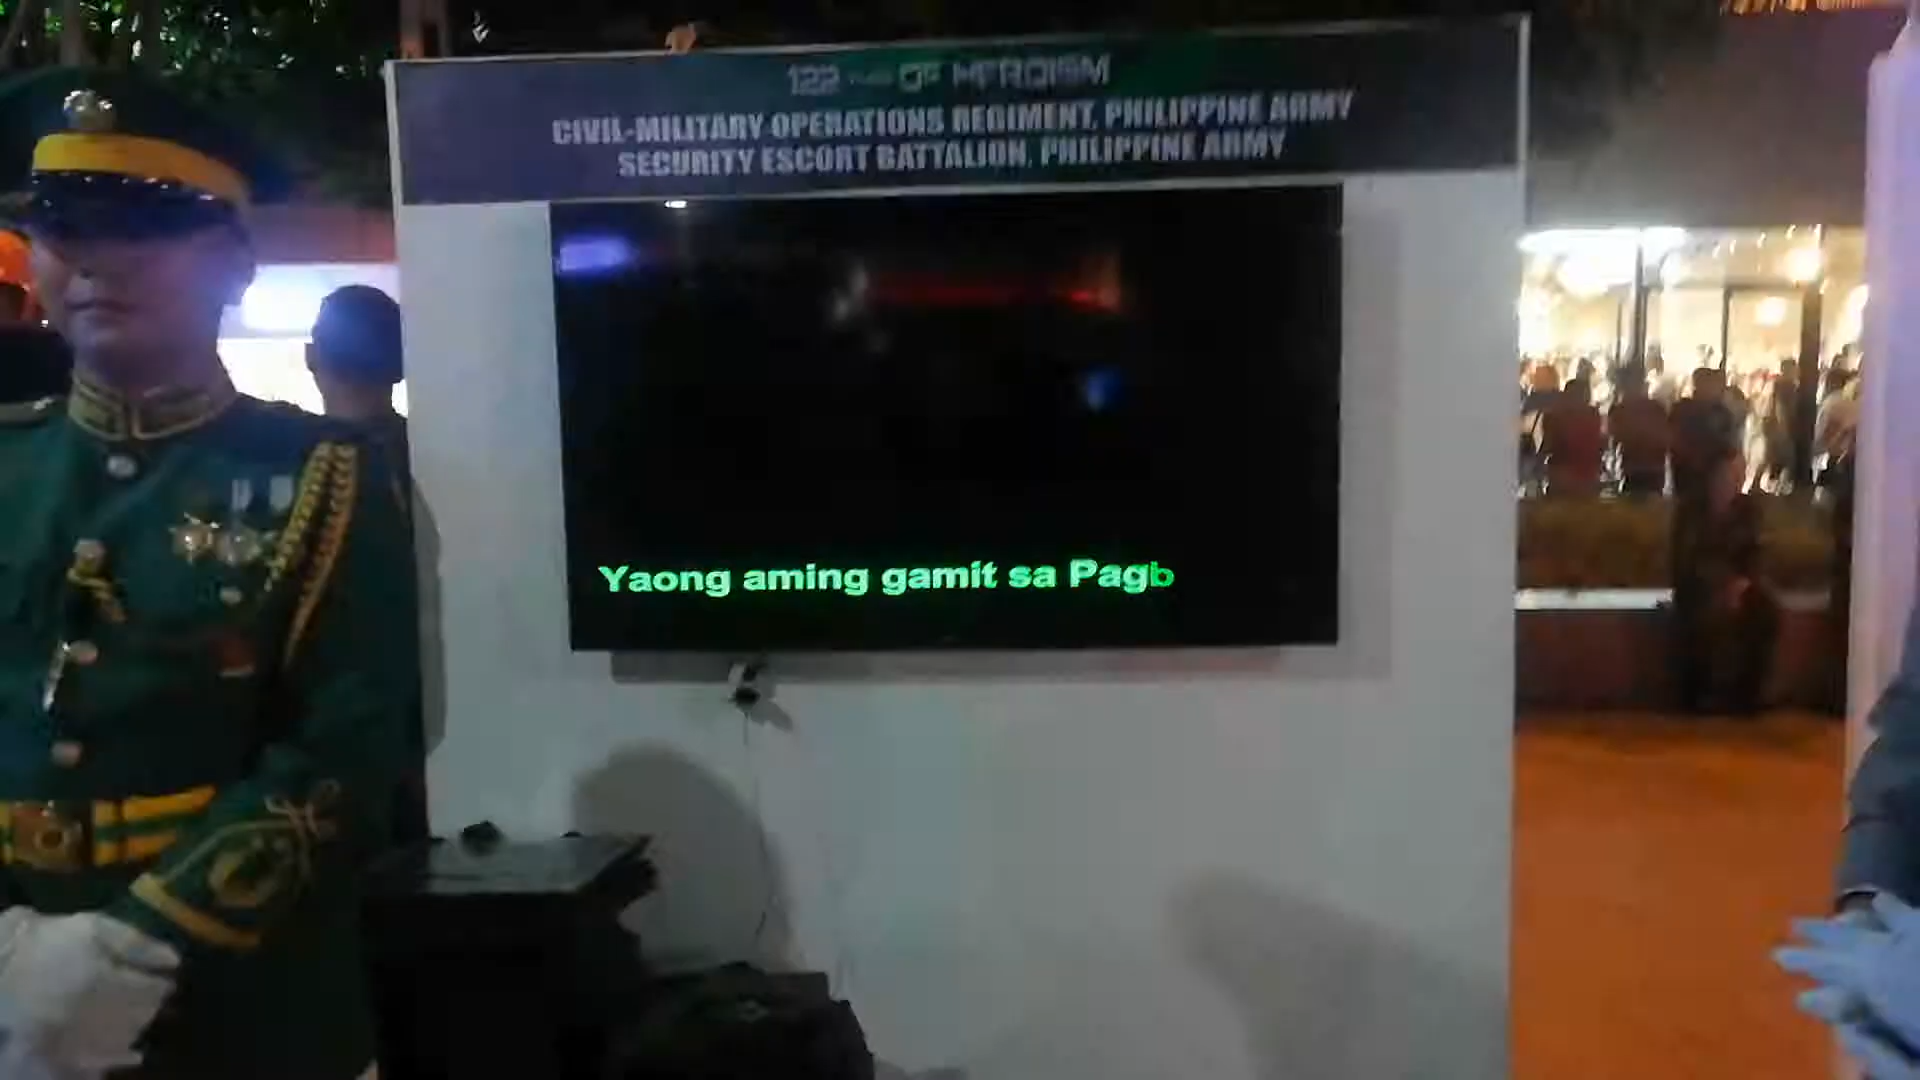 122 YEARS OF HEROISM
CIVIL-MILITARY OPERATIONS REGIMENT, PHILIPPINE ARMY
SECURITY ESCORT BATTALION, PHILIPPINE ARMY
Yaong aming gamit sa Pagb